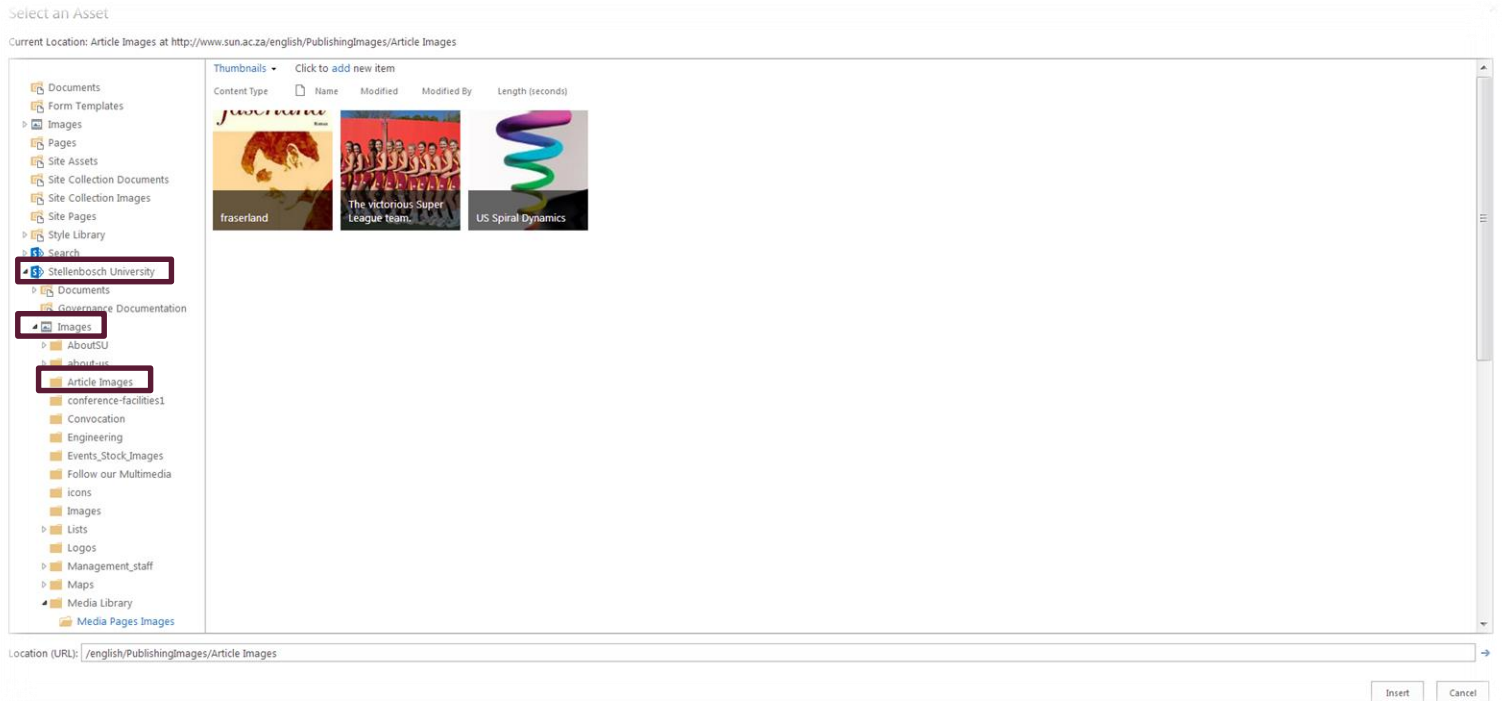 Select an Asset
Current Location: Article Images at http://www.sun.ac.za/english/PublishingImages/Article Images
Documents
Form Templates
Images
Pages
Site Assets
Site Collection Documents
Site Collection Images
Site Pages
Style Library
Search
Stellenbosch University
Documents
Governance Documentation
Images
AboutSU
about-us
Article Images
conference-facilities1
Convocation
Engineering
Events_Stock_Images
Follow our Multimedia
icons
Images
Lists
Logos
Management_staff
Maps
Media Library
Media Pages Images
Thumbnails Click to add new item
Content Type Name Modified Modified By Length (seconds)
fraserland
The victorious Super
League team.
US Spiral Dynamics
Location (URL): /english/PublishingImages/Article Images
Insert Cancel